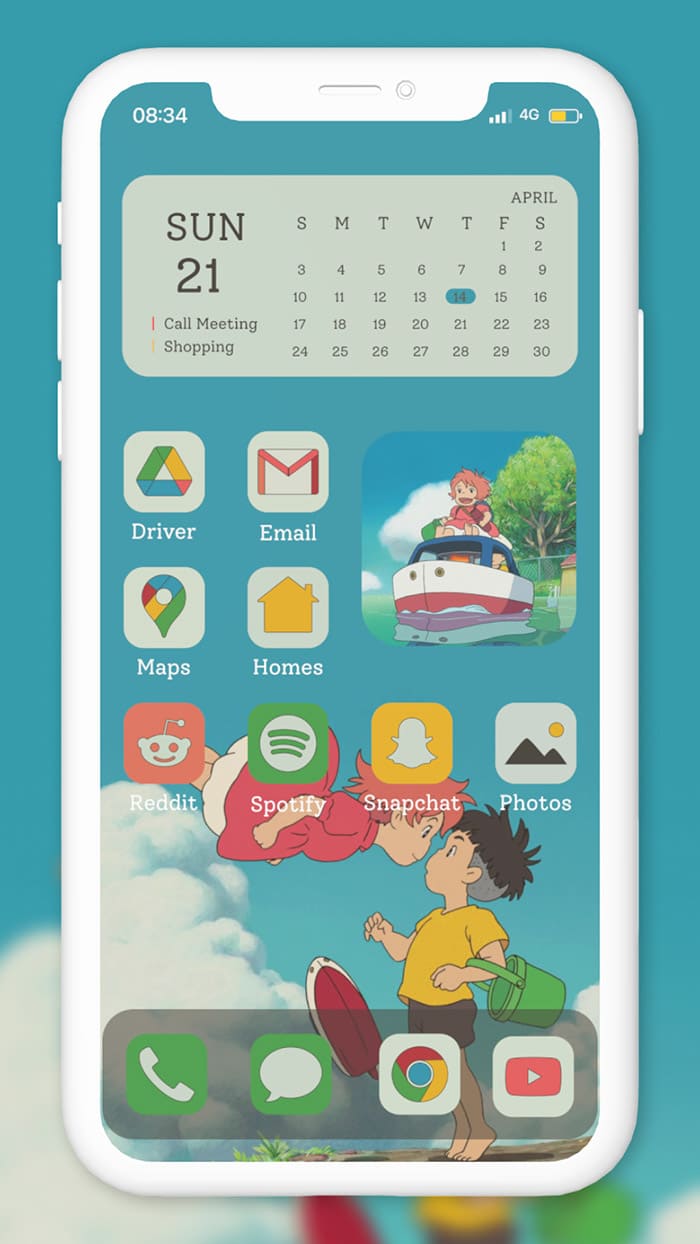 08:34 4G
APRIL
SUN
21
Call Meeting
Shopping
S M T W T F S
1 2
3 4 5 6 7 8 9
10 11 12 13 14 15 16
17 18 19 20 21 22 23
24 25 26 27 28 29 30
Driver Email
Maps Homes
Reddit Spotify Snapchat Photos